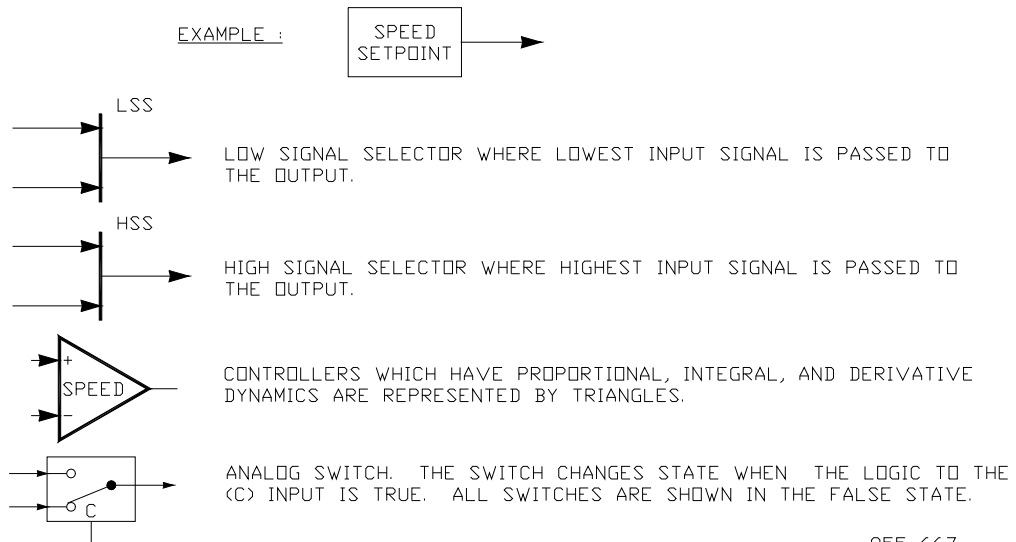 EXAMPLE :
SPEED
SETPOINT
LSS
LOW SIGNAL SELECTOR WHERE LOWEST INPUT SIGNAL IS PASSED TO
THE OUTPUT.
HSS
HIGH SIGNAL SELECTOR WHERE HIGHEST INPUT SIGNAL IS PASSED TO
THE OUTPUT.
+
SPEED
-
CONTROLLERS WHICH HAVE PROPORTIONAL, INTEGRAL, AND DERIVATIVE
DYNAMICS ARE REPRESENTED BY TRIANGLES.
ANALOG SWITCH. THE SWITCH CHANGES STATE WHEN THE LOGIC TO THE
(C) INPUT IS TRUE. ALL SWITCHES ARE SHOWN IN THE FALSE STATE.
C